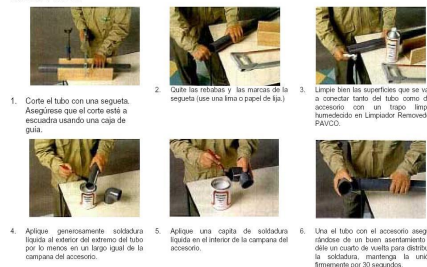 1. Corte el tubo con una segueta.
Asegúrese que el corte esté a
escuadra usando una caja de
guía.
2. Quite las rebabas y las marcas de la
segueta (use una lima o papel de lija.)
3. Limpie bien las superficies que se va
a conectar tanto del tubo como d
accesorio con un trapo limp
humedecido en Limpiador Removed
PAVCO.
4. Aplique generosamente soldadura
líquida al exterior del extremo del tubo
por lo menos en un largo igual de la
campana del accesorio.
5. Aplique una capita de soldadura
líquida en el interior de la campana del
accesorio.
6. Una el tubo con el accesorio aseg
rándose de un buen asentamiento
déle un cuarto de vuelta para distribu
la soldadura, mantenga la unió
firmemente por 30 segundos.